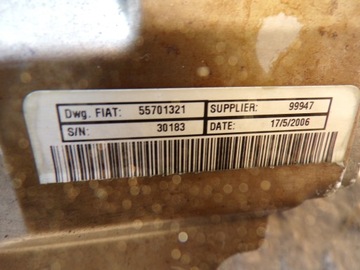 Dwg. FIAT: 55701321 SUPPLIER: 99947
S/N: 30183 DATE: 17/5/2006